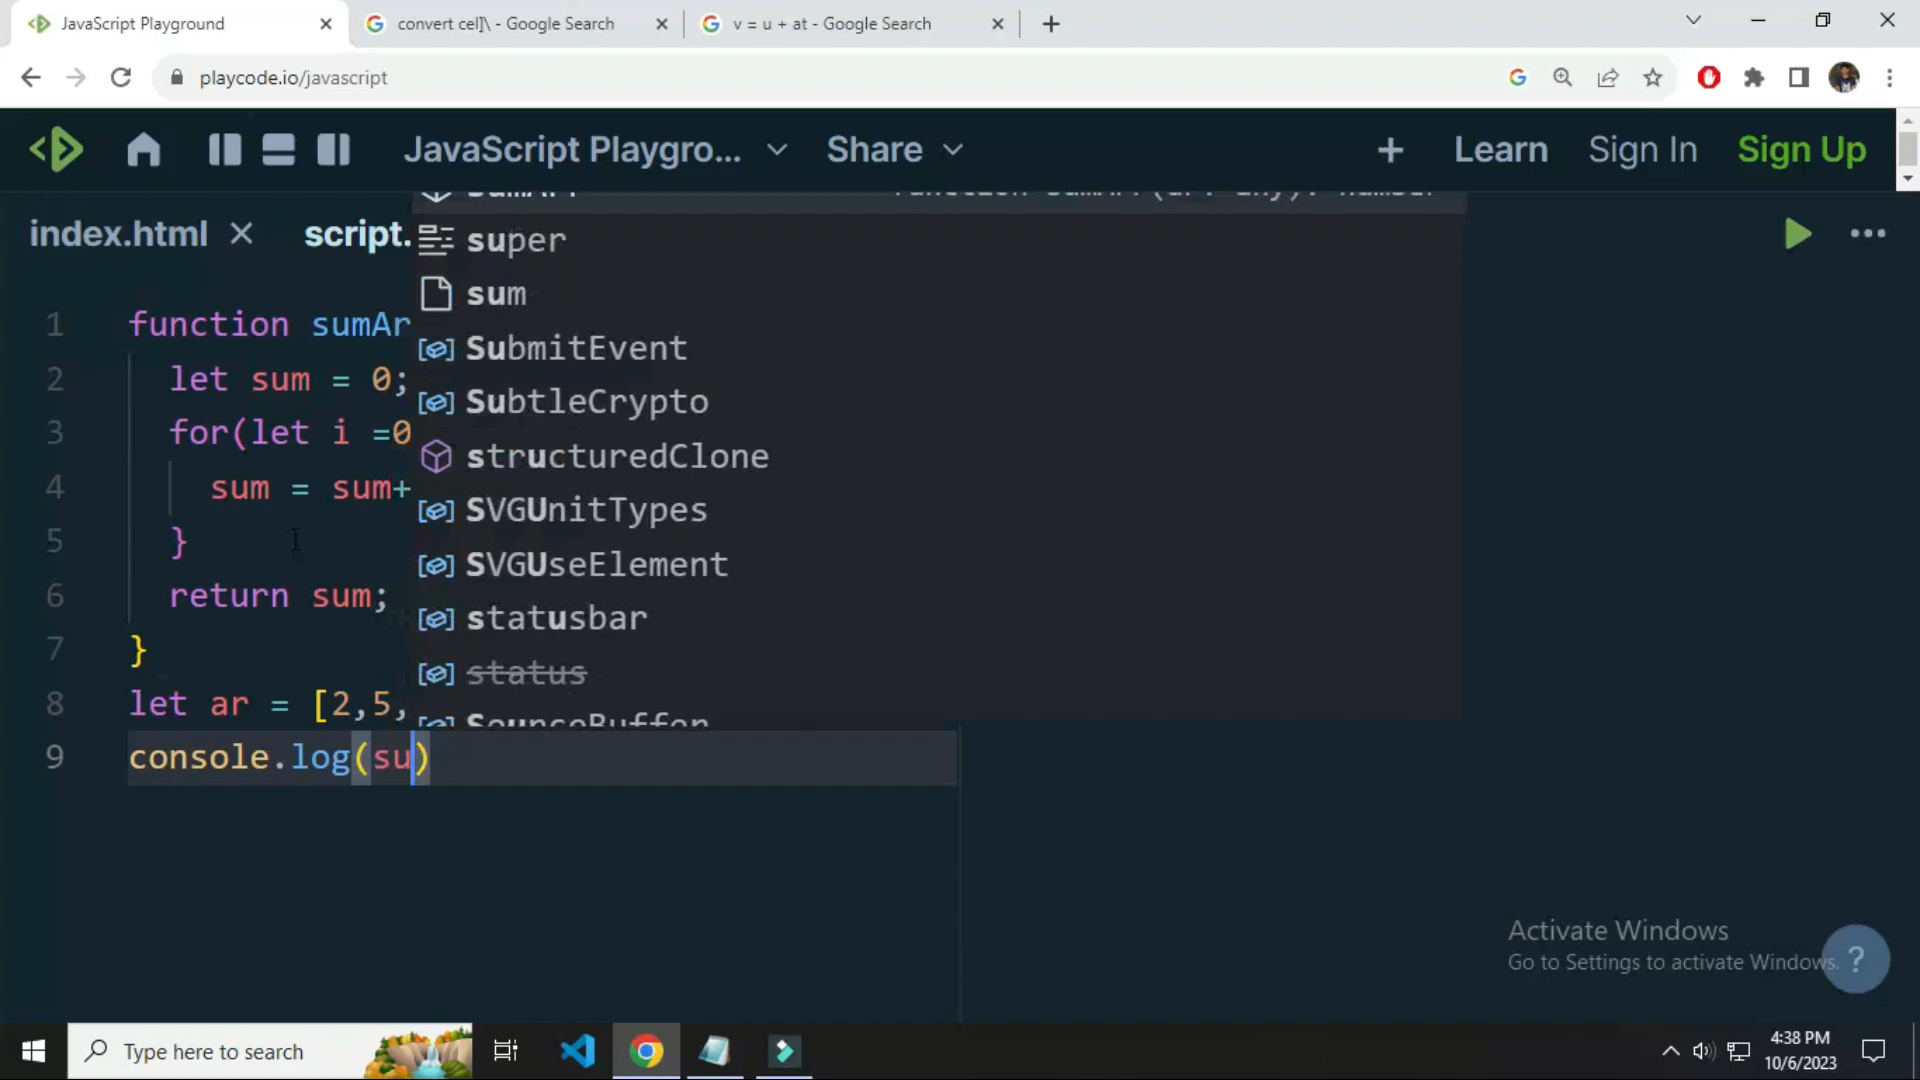 JavaScript Playground
convert cel]\ - Google Search
v = u + at - Google Search
playcode.io/javascript
JavaScript Playgro...
Share
+ Learn Sign In Sign Up
index.html
script.
super
sum
SubmitEvent
SubtleCrypto
structuredClone
SVGUnitTypes
SVGUseElement
statusbar
status
1 function sumAr
2 let sum = 0;
3 for(let i =0
4 sum = sum+
5 }
6 return sum;
7 }
8 let ar = [2,5,
9 console.log(su)
Activate Windows
Go to Settings to activate Windows.
?
Type here to search
4:38 PM
10/6/2023